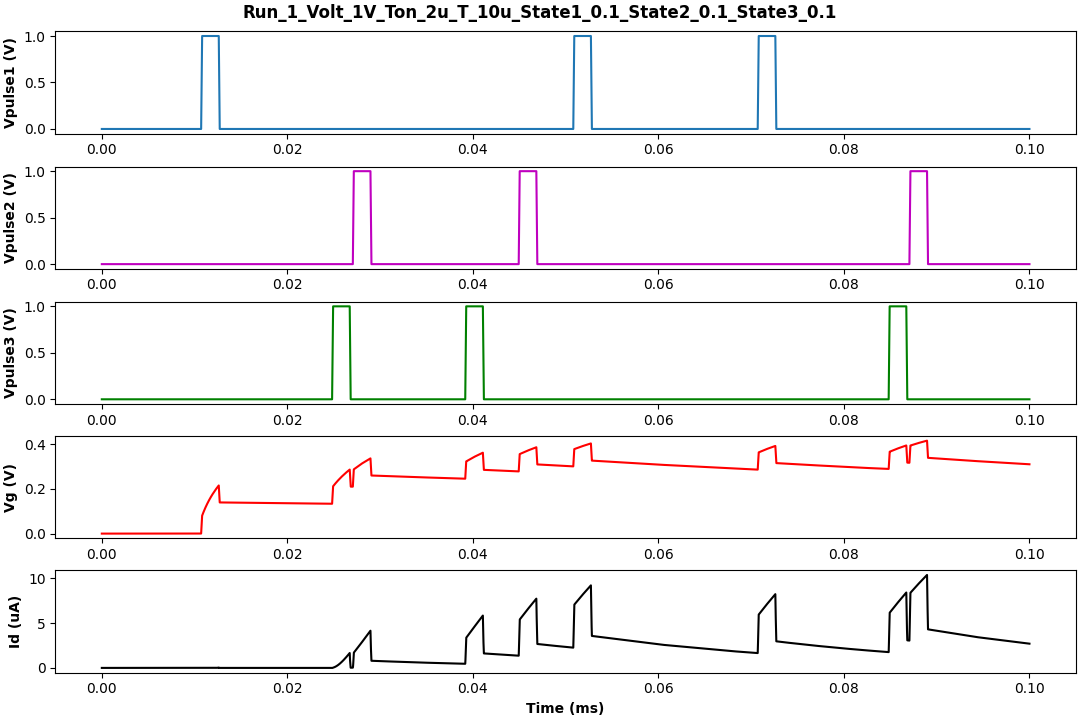 Run_1_Volt_1V_Ton_2u_T_10u_State1_0.1_State2_0.1_State3_0.1
Vpulse1 (V)
1.0
0.5
0.0
0.00 0.02 0.04 0.06 0.08 0.10
Vpulse2 (V)
1.0
0.5
0.0
0.00 0.02 0.04 0.06 0.08 0.10
Vpulse3 (V)
1.0
0.5
0.0
0.00 0.02 0.04 0.06 0.08 0.10
Vg (V)
0.4
0.2
0.0
0.00 0.02 0.04 0.06 0.08 0.10
Id (uA)
10
5
0
0.00 0.02 0.04 0.06 0.08 0.10
Time (ms)